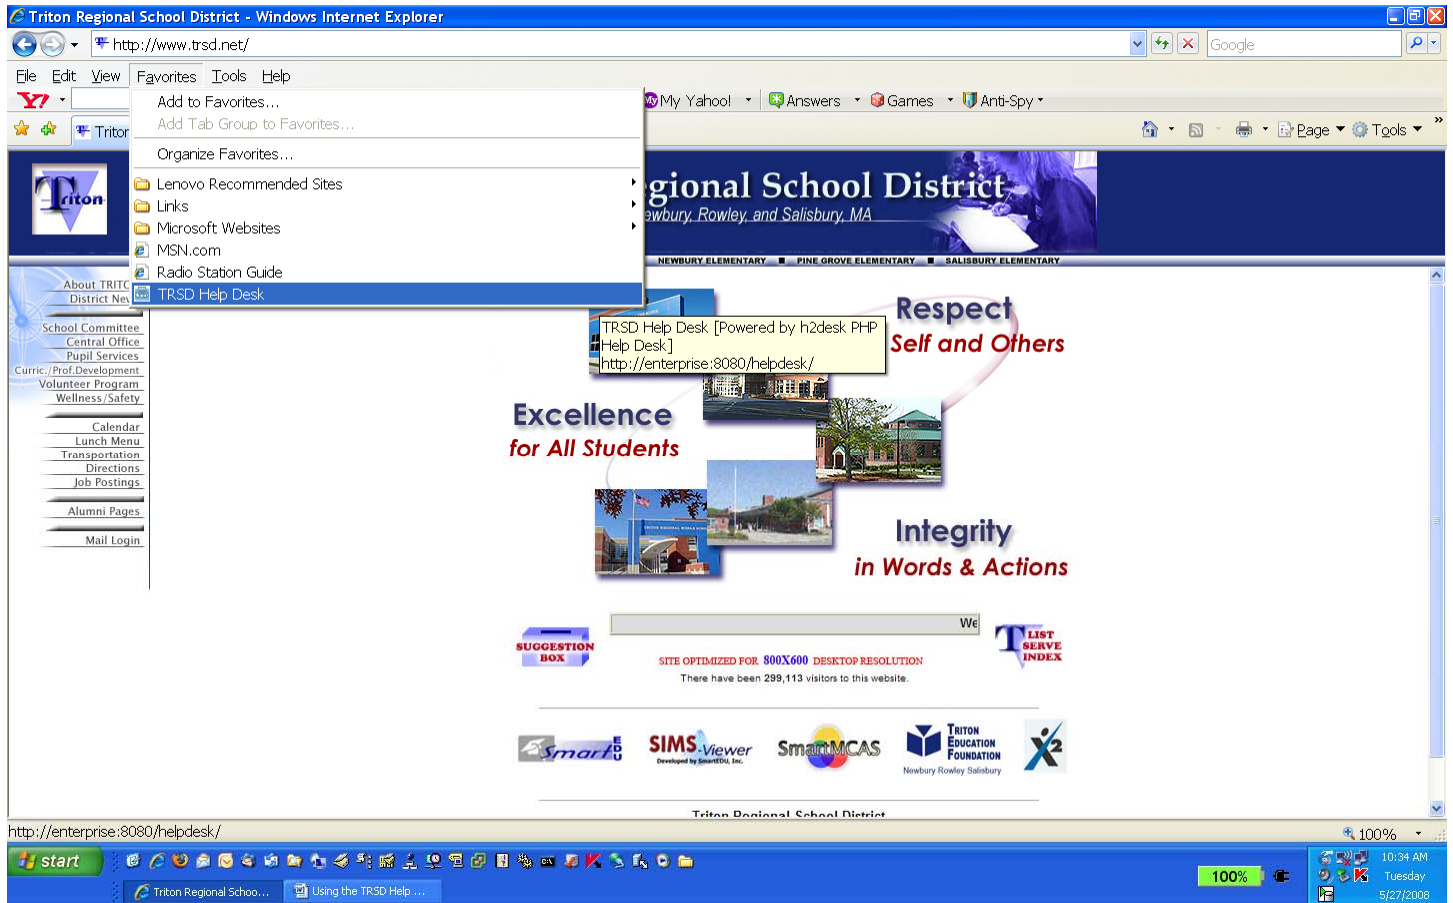 Triton Regional School District - Windows Internet Explorer
http://www.trsd.net/
Google
File Edit View Favorites Tools Help
Y! My Yahoo! Answers Games Anti-Spy
Triton
Page Tools »
Add to Favorites...
Add Tab Group to Favorites...
Organize Favorites...
Lenovo Recommended Sites
Links
Microsoft Websites
MSN.com
Radio Station Guide
TRSD Help Desk
TRSD Help Desk [Powered by h2desk PHP
Help Desk]
http://enterprise:8080/helpdesk/
Triton
gional School District
ewbury, Rowley, and Salisbury, MA
NEWBURY ELEMENTARY PINE GROVE ELEMENTARY SALISBURY ELEMENTARY
About TRITO
District Nev
School Committee
Central Office
Pupil Services
Curric./Prof.Development
Volunteer Program
Wellness/Safety
Calendar
Lunch Menu
Transportation
Directions
Job Postings
Alumni Pages
Mail Login
Respect
Self and Others
Excellence
for All Students
Integrity
in Words & Actions
We
SUGGESTION
BOX
T LIST
SERVE
INDEX
SITE OPTIMIZED FOR 800X600 DESKTOP RESOLUTION
There have been 299,113 visitors to this website.
Smart EDU
SIMS Viewer
Developed by SmartEDU, Inc.
SmartMCAS
TRITON
EDUCATION
FOUNDATION
Newbury Rowley Salisbury
X2
Triton Regional School District
http://enterprise:8080/helpdesk/
100%
start
100%
10:34 AM
Tuesday
5/27/2008
Triton Regional Schoo...
Using the TRSD Help ...